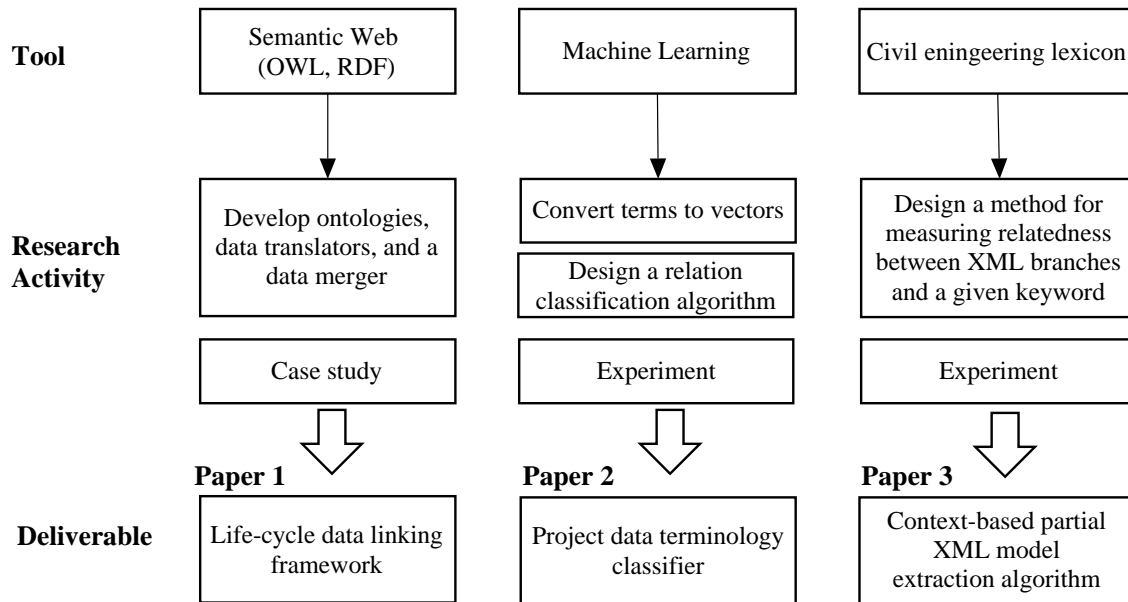 Tool
Semantic Web
(OWL, RDF)
Machine Learning
Civil eningeering lexicon
Research
Activity
Develop ontologies,
data translators, and a
data merger
Convert terms to vectors
Design a relation
classification algorithm
Design a method for
measuring relatedness
between XML branches
and a given keyword
Case study
Experiment
Experiment
Paper 1
Paper 2
Paper 3
Deliverable
Life-cycle data linking
framework
Project data terminology
classifier
Context-based partial
XML model
extraction algorithm